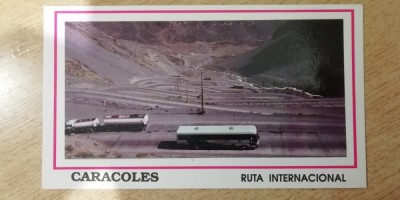 CARACOLES RUTA INTERNACIONAL